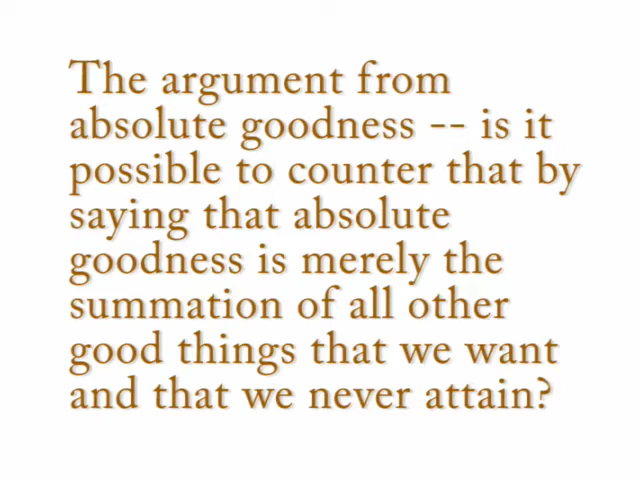 The argument from
absolute goodness -- is it
possible to counter that by
saying that absolute
goodness is merely the
summation of all other
good things that we want
and that we never attain?